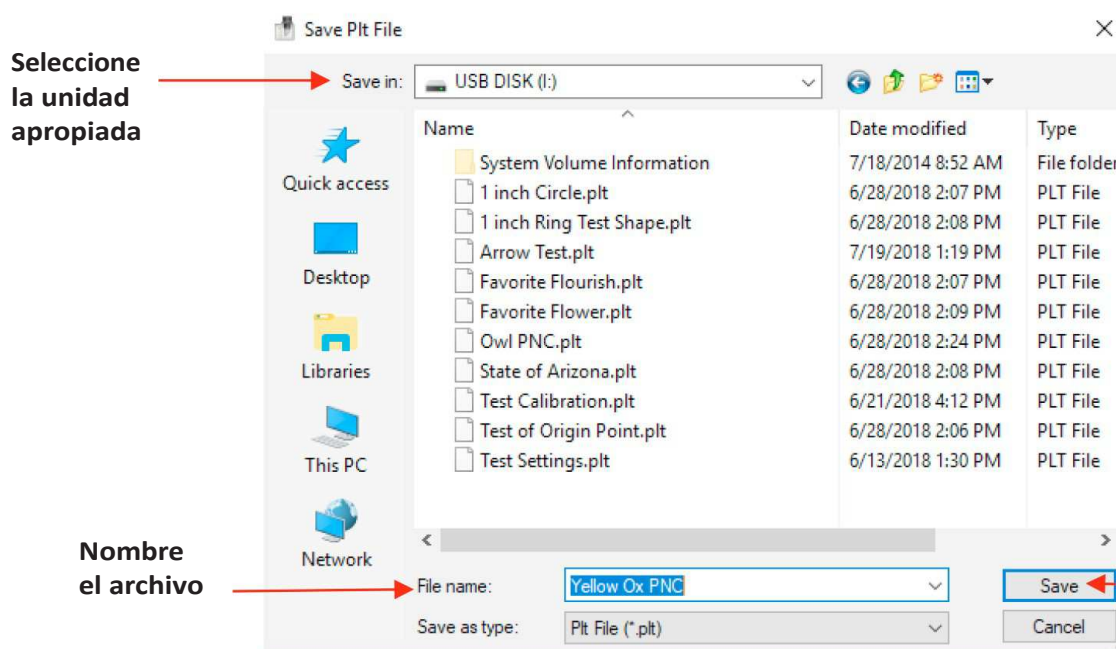 Save Plt File
Seleccione
la unidad
apropiada
Save in:
USB DISK (I:)
Name
Date modified
Type
System Volume Information
7/18/2014 8:52 AM
File folder
1 inch Circle.plt
6/28/2018 2:07 PM
PLT File
1 inch Ring Test Shape.plt
6/28/2018 2:08 PM
PLT File
Arrow Test.plt
7/19/2018 1:19 PM
PLT File
Favorite Flourish.plt
6/28/2018 2:07 PM
PLT File
Favorite Flower.plt
6/28/2018 2:09 PM
PLT File
Owl PNC.plt
6/28/2018 2:24 PM
PLT File
State of Arizona.plt
6/28/2018 2:08 PM
PLT File
Test Calibration.plt
6/21/2018 4:12 PM
PLT File
Test of Origin Point.plt
6/28/2018 2:06 PM
PLT File
Test Settings.plt
6/13/2018 1:30 PM
PLT File
Quick access
Desktop
Libraries
This PC
Network
Nombre
el archivo
File name:
Yellow Ox PNC
Save
Save as type:
Plt File (*.plt)
Cancel